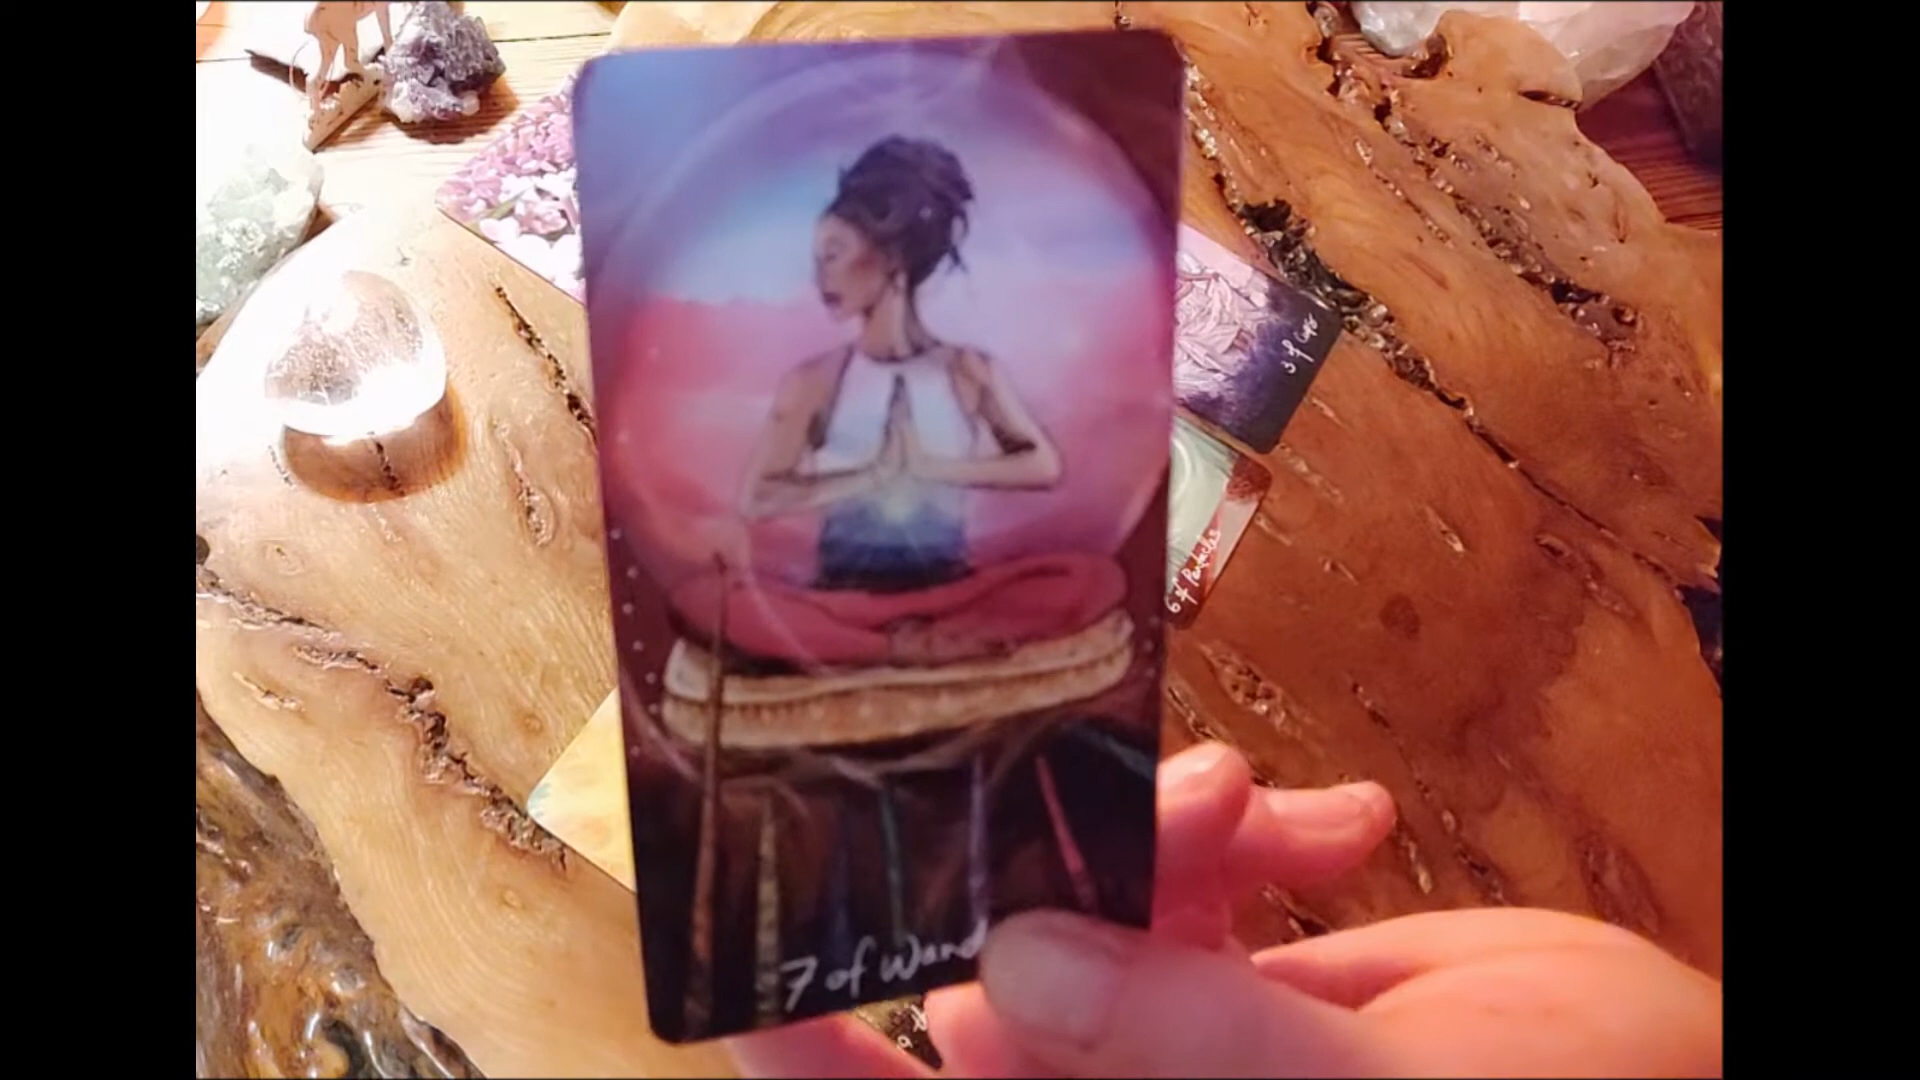 3 of Cups
6 of Pentacles
7 of Wand